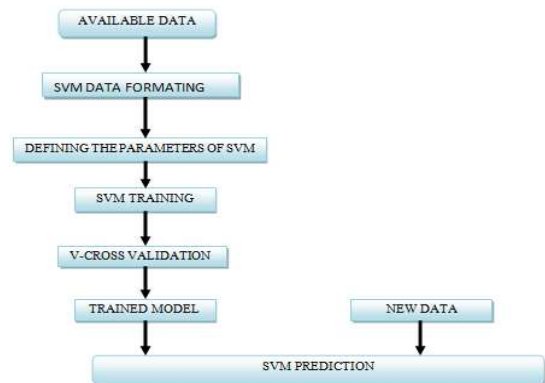 AVAILABLE DATA
SVM DATA FORMATING
DEFINING THE PARAMETERS OF SVM
SVM TRAINING
V-CROSS VALIDATION
TRAINED MODEL
NEW DATA
SVM PREDICTION